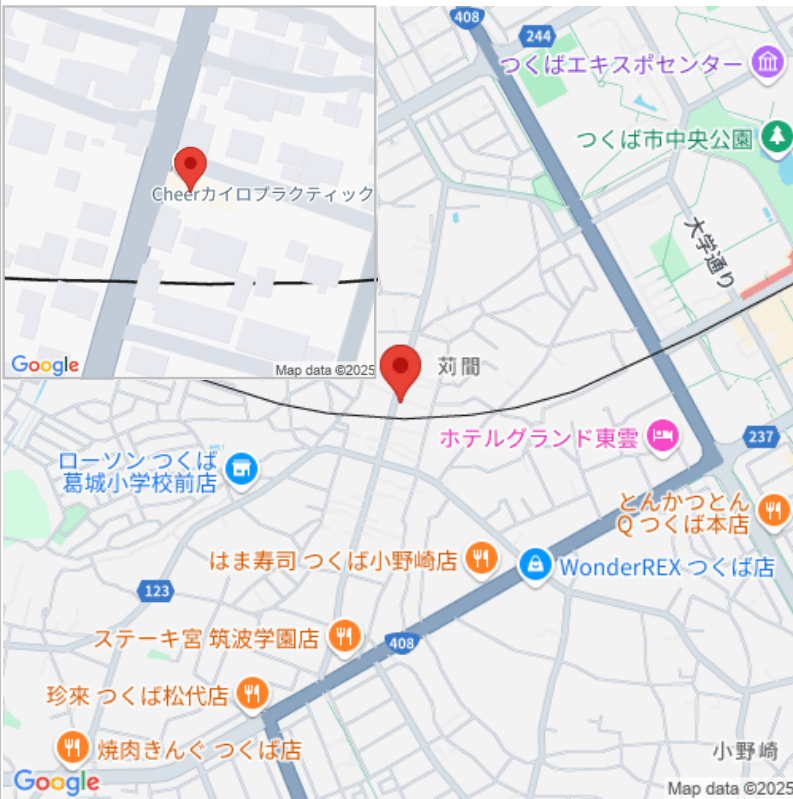 408
244
つくばエキスポセンター
つくば市中央公園
Cheerカイロプラクティック
大学通り
Google
Map data ©2025
苅間
ホテルグランド東雲
237
ローソン つくば
葛城小学校前店
とんかつとん
Q つくば本店
はま寿司 つくば小野崎店
WonderREX つくば店
123
ステーキ宮 筑波学園店
408
珍來 つくば松代店
焼肉きんぐ つくば店
小野崎
Google
Map data ©2025